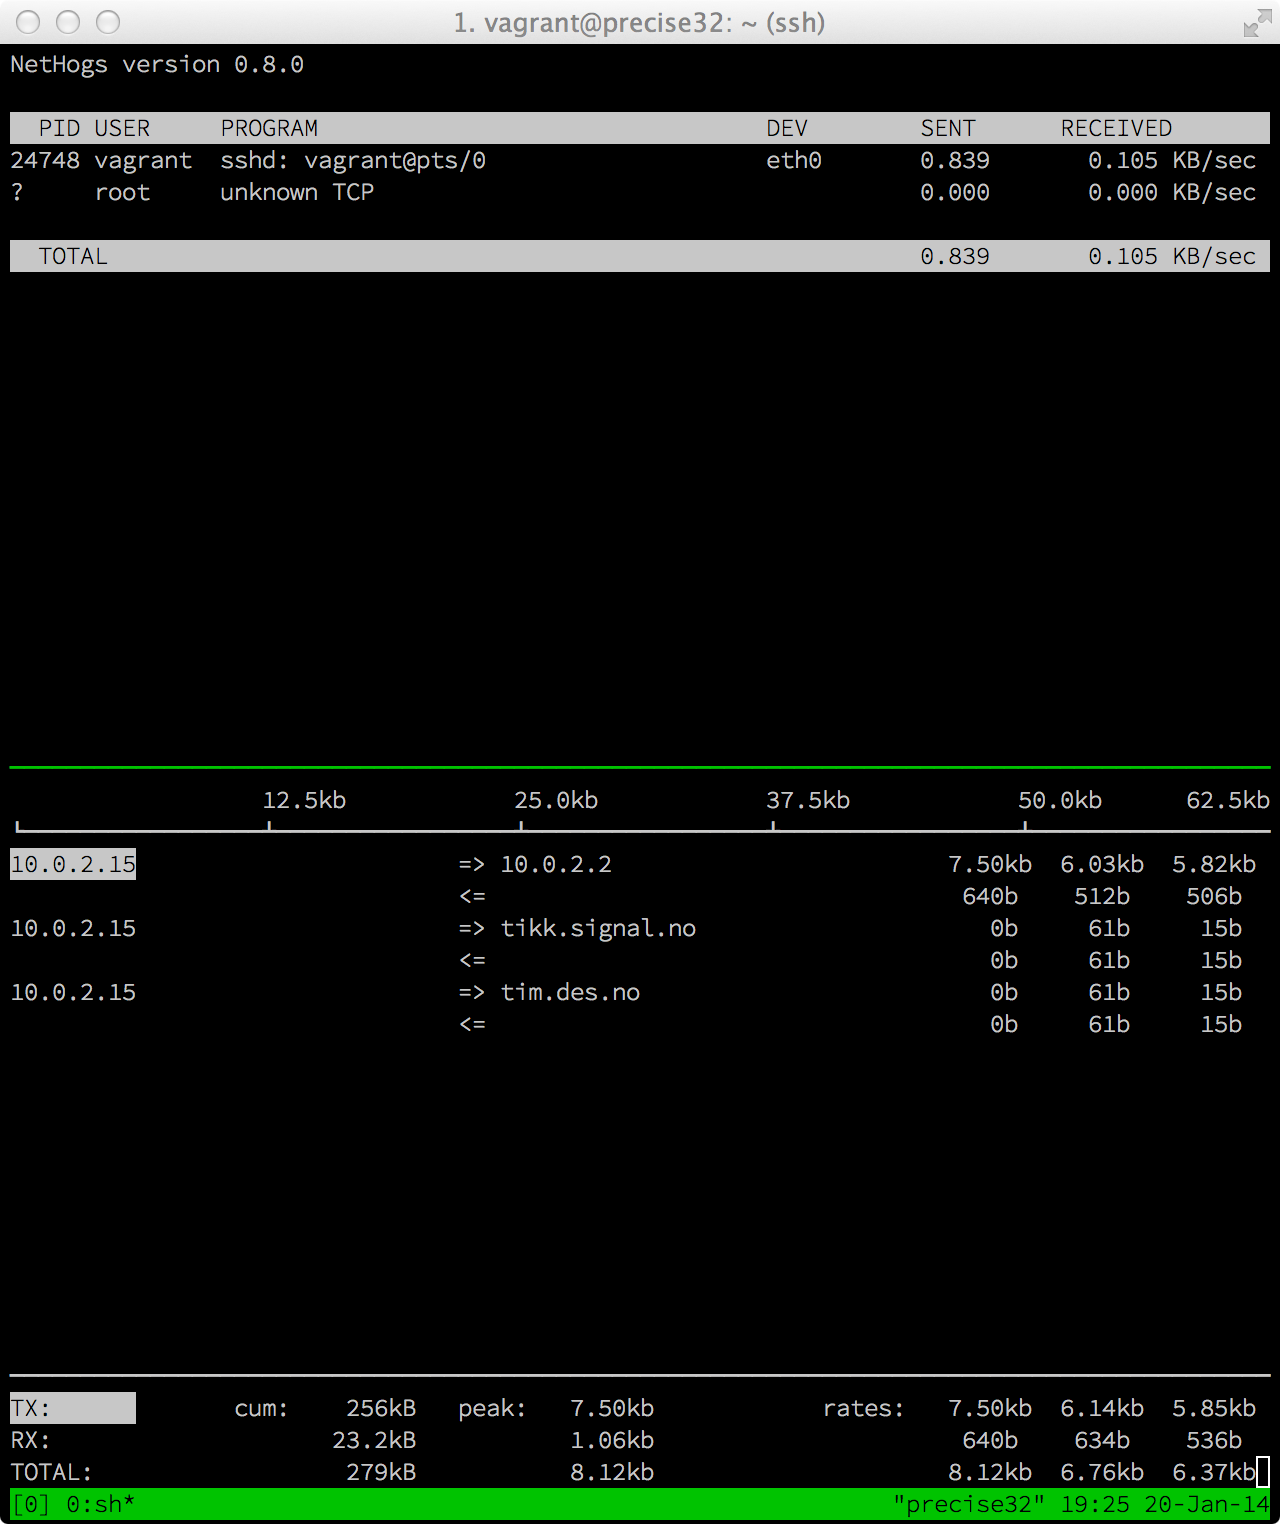 1. vagrant@precise32: ~ (ssh)
NetHogs version 0.8.0
PID USER PROGRAM DEV SENT RECEIVED
24748 vagrant sshd: vagrant@pts/0 eth0 0.839 0.105 KB/sec
? root unknown TCP 0.000 0.000 KB/sec
TOTAL 0.839 0.105 KB/sec
12.5kb 25.0kb 37.5kb 50.0kb 62.5kb
10.0.2.15 => 10.0.2.2 7.50kb 6.03kb 5.82kb
<= 640b 512b 506b
10.0.2.15 => tikk.signal.no 0b 61b 15b
<= 0b 61b 15b
10.0.2.15 => tim.des.no 0b 61b 15b
<= 0b 61b 15b
TX: cum: 256kB peak: 7.50kb rates: 7.50kb 6.14kb 5.85kb
RX: 23.2kB 1.06kb 640b 634b 536b
TOTAL: 279kB 8.12kb 8.12kb 6.76kb 6.37kb
[0] 0:sh* "precise32" 19:25 20-Jan-14